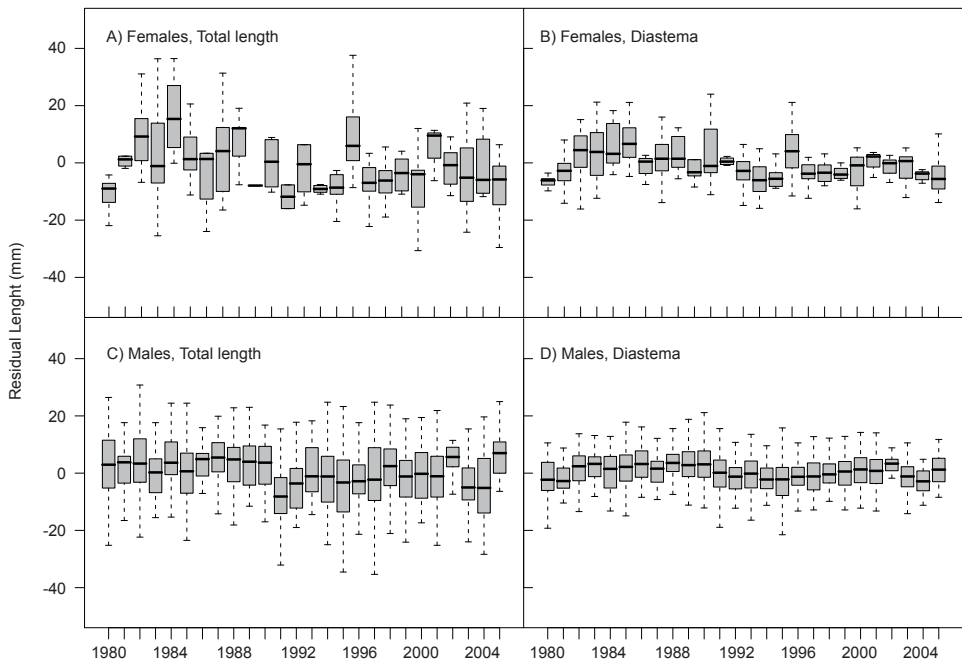 A) Females, Total length
B) Females, Diastema
40
20
0
-20
-40
Residual Lenght (mm)
C) Males, Total length
D) Males, Diastema
40
20
0
-20
-40
1980 1984 1988 1992 1996 2000 2004
1980 1984 1988 1992 1996 2000 2004